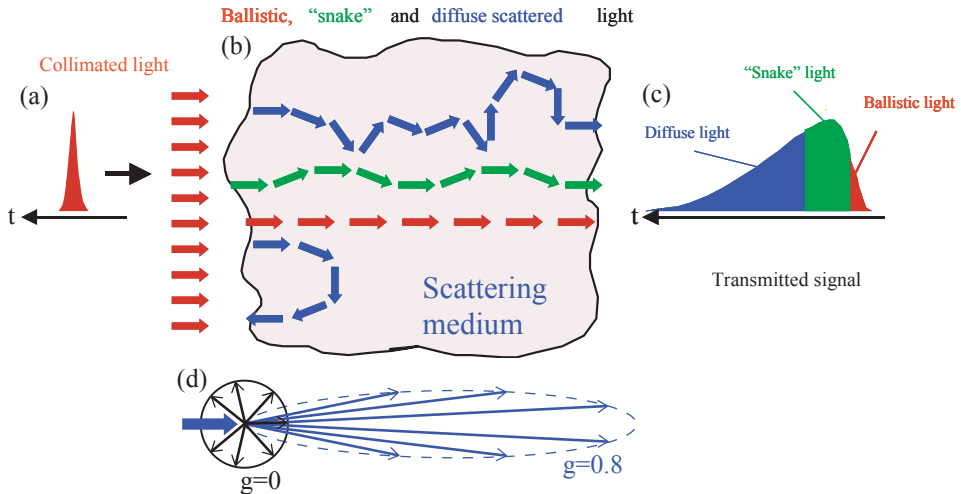 Ballistic, “snake” and diffuse scattered light
(b)
Collimated light
(a)
t
Scattering
medium
“Snake” light
(c)
Ballistic light
Diffuse light
t
Transmitted signal
(d)
g=0
g=0.8